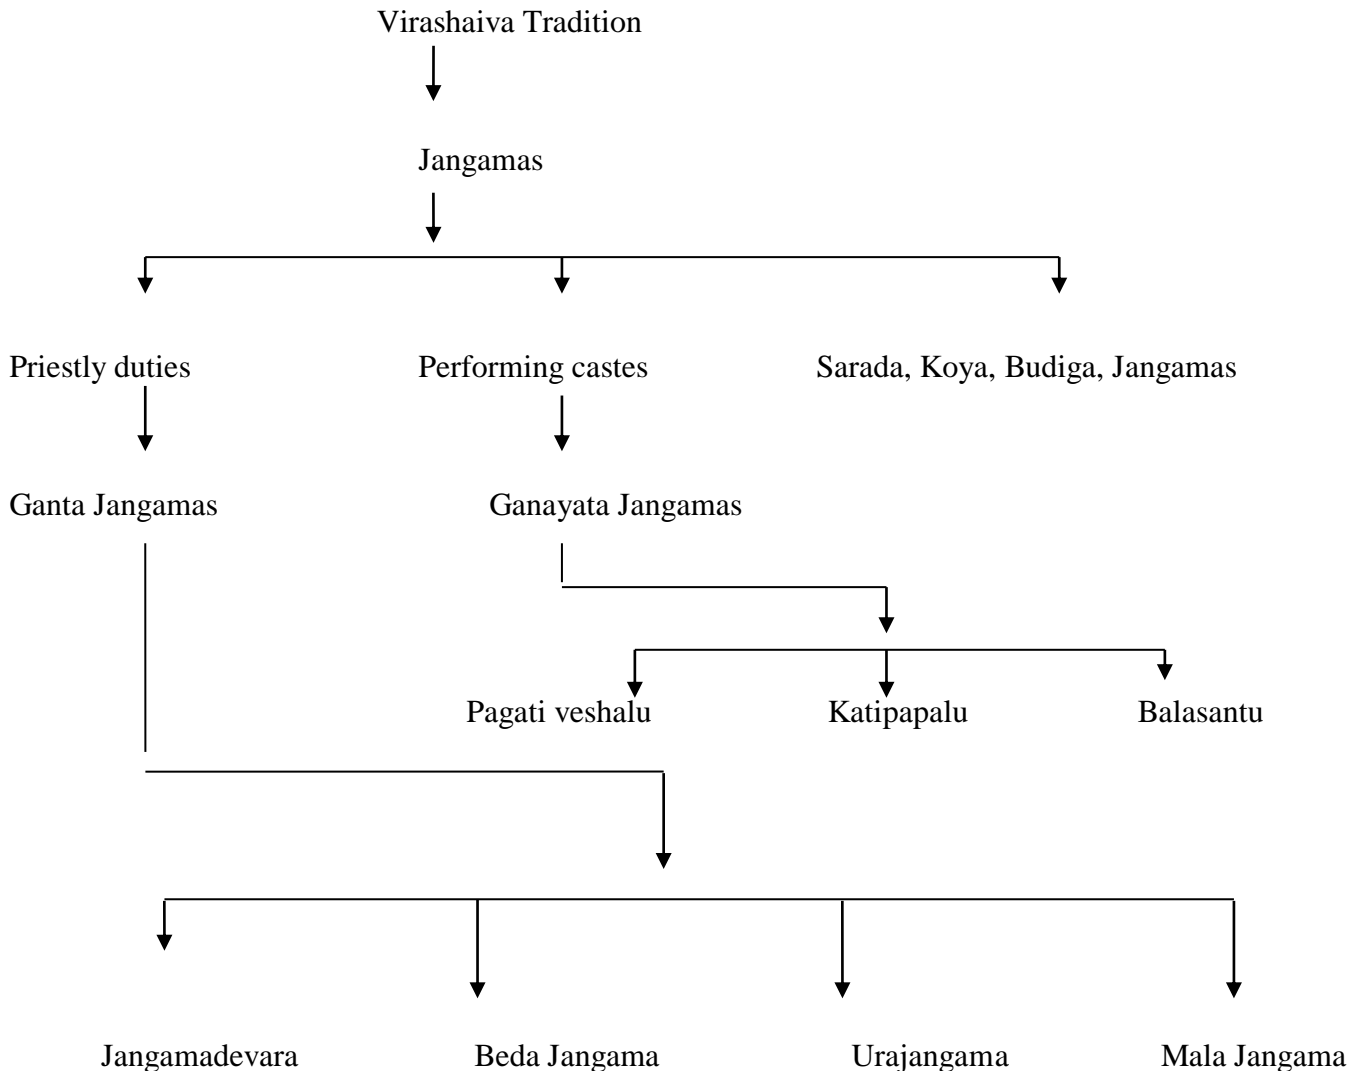 Virashaiva Tradition
Jangamas
Priestly duties
Performing castes
Sarada, Koya, Budiga, Jangamas
Ganta Jangamas
Ganayata Jangamas
Pagati veshalu
Katipapalu
Balasantu
Jangamadevara
Beda Jangama
Urajangama
Mala Jangama